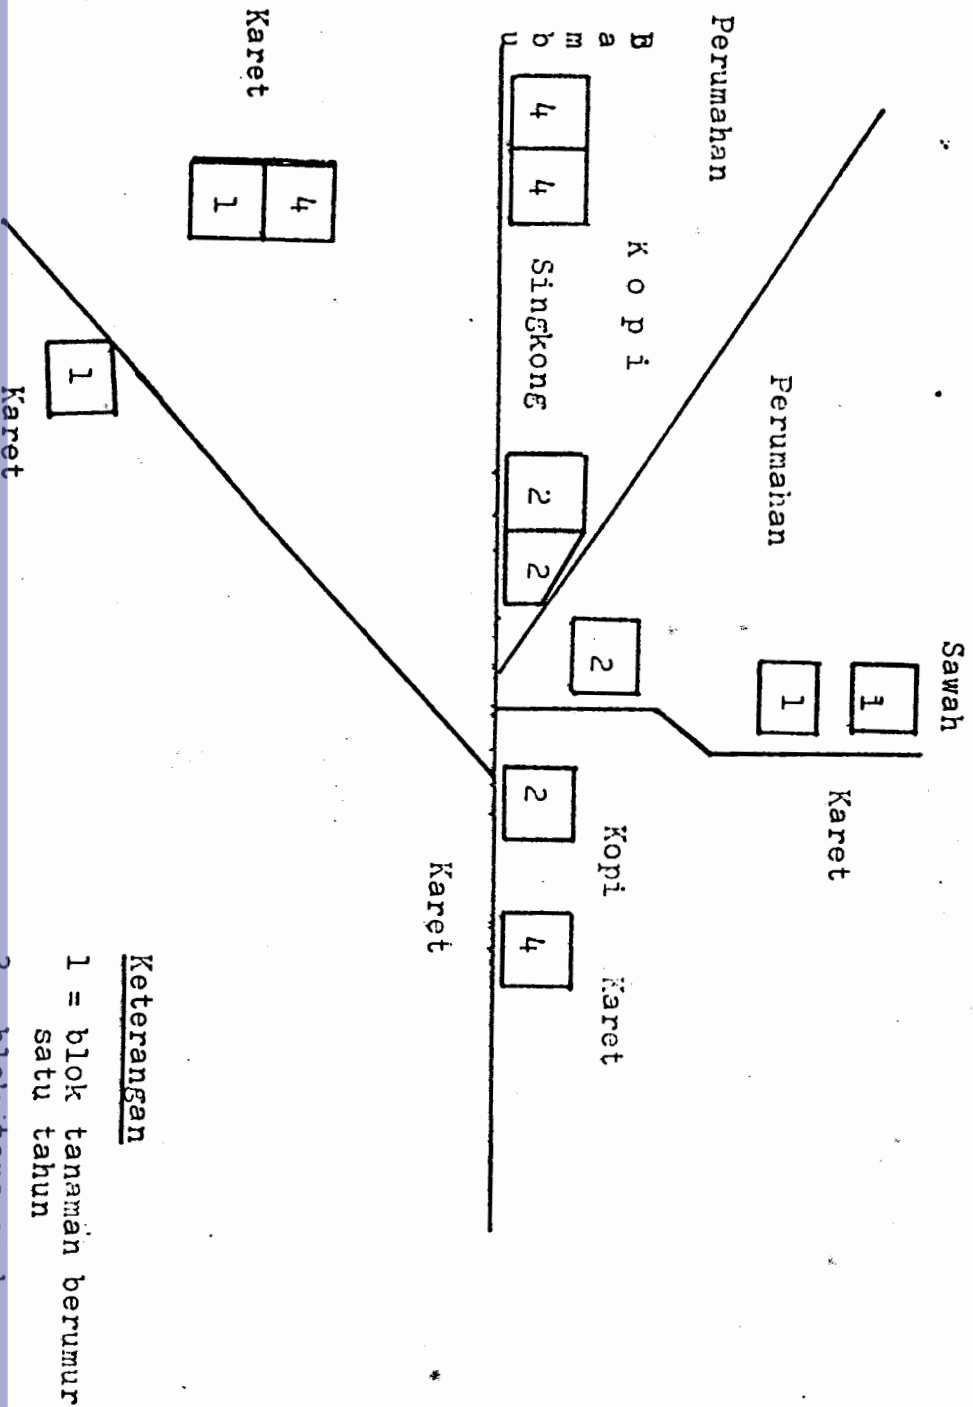 Sawah
Karet
1
1
Perumahan
Perumahan
2
Kopi
Karet
Kopi
Bambu
4
4
Singkong
2
2
2
4
Karet
Karet
4
1
1
Karet
Keterangan
1 = blok tanaman berumur
satu tahun